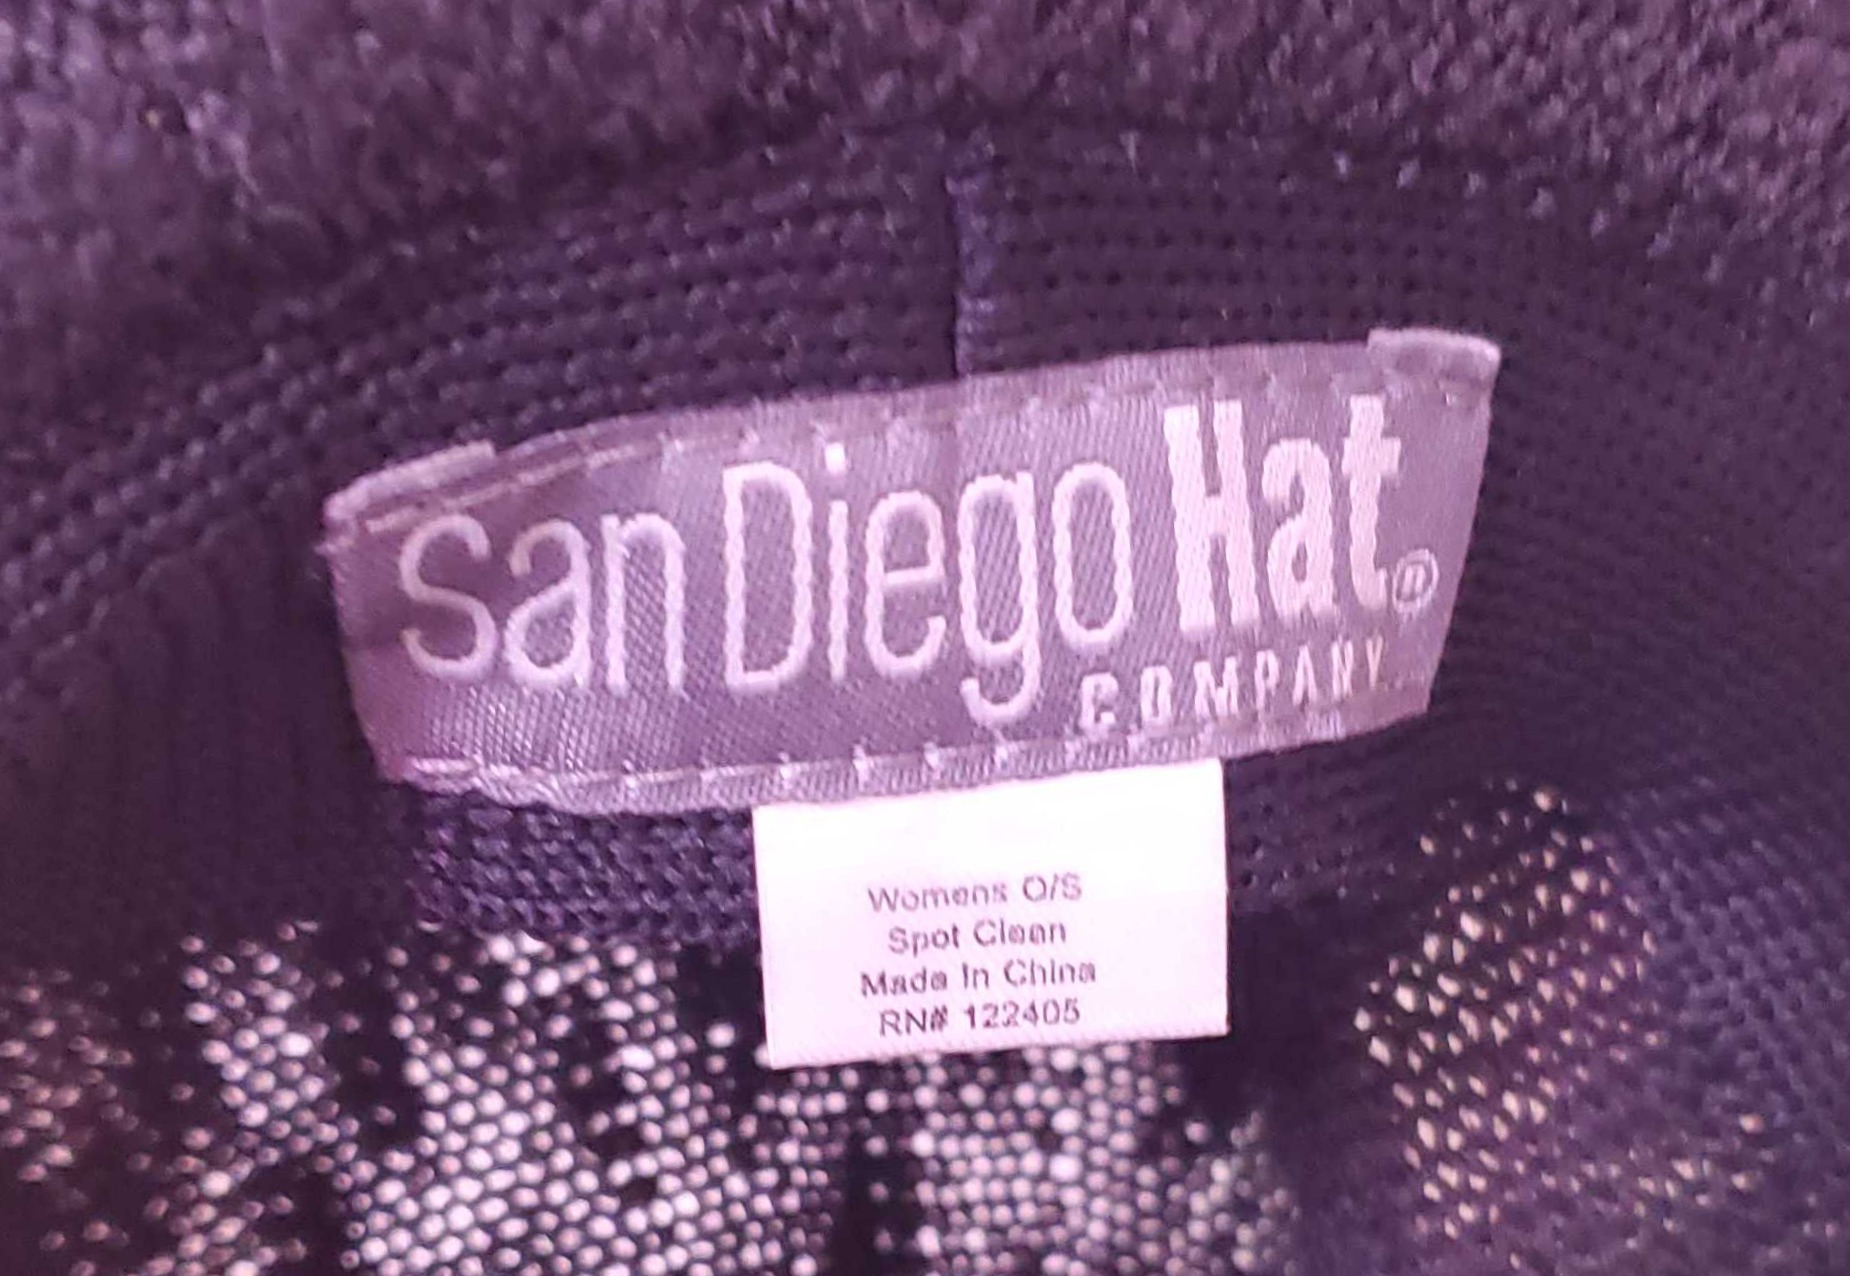 San Diego Hat®
COMPANY
Womens O/S
Spot Clean
Made In China
RN# 122405